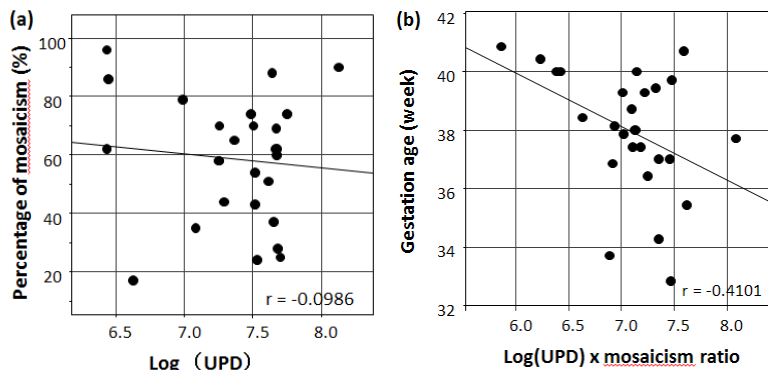 (a)
Percentage of mosaicism (%)
100
80
60
40
20
6.5 7.0 7.5 8.0
r = -0.0986
Log （UPD）
(b)
Gestation age (week)
42
40
38
36
34
32
6.0 6.5 7.0 7.5 8.0
r = -0.4101
Log(UPD) x mosaicism ratio